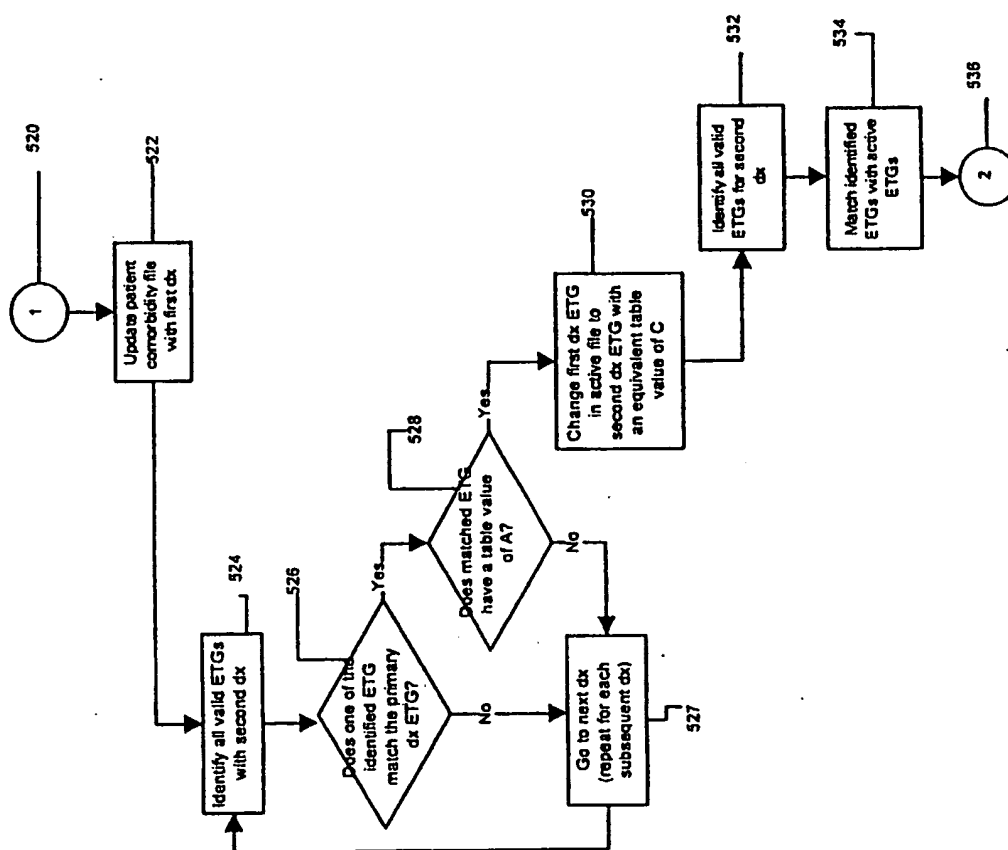 1
520
Update patient
comorbidity file
with first dx
522
Identify all valid ETGs
with second dx
524
Does one of the
identified ETG
match the primary
dx ETG?
526
Yes
No
Does matched ETG
have a table value
of A?
528
Yes
No
Go to next dx
(repeat for each
subsequent dx)
527
Change first dx ETG
in active file to
second dx ETG with
an equivalent table
value of C
530
Identify all valid
ETGs for second
dx
532
Match identified
ETGs with active
ETGs
534
2
536